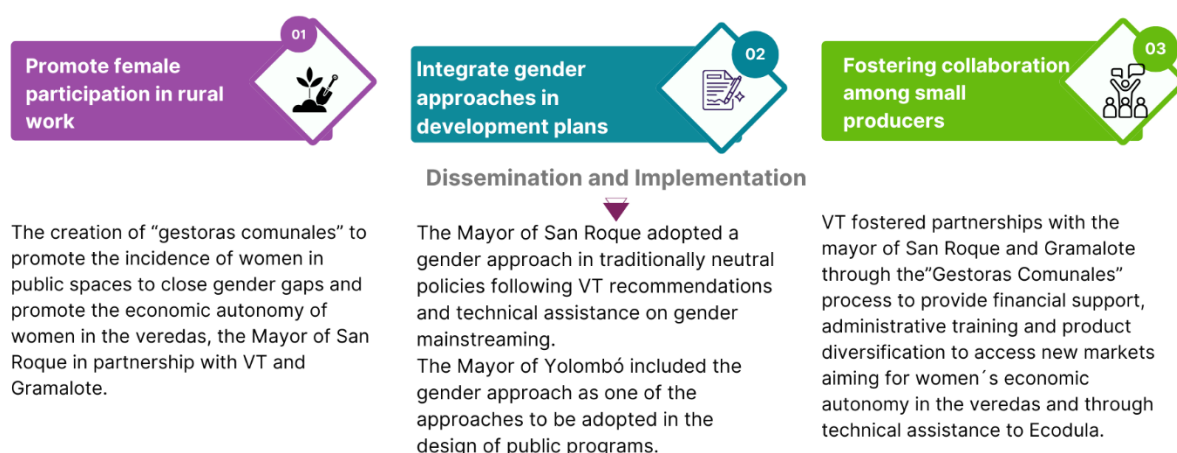 01
Promote female
participation in rural
work
02
Integrate gender
approaches in
development plans
03
Fostering collaboration
among small
producers
Dissemination and Implementation
The creation of “gestoras comunales” to
promote the incidence of women in
public spaces to close gender gaps and
promote the economic autonomy of
women in the veredas, the Mayor of San
Roque in partnership with VT and
Gramalote.
The Mayor of San Roque adopted a
gender approach in traditionally neutral
policies following VT recommendations
and technical assistance on gender
mainstreaming.
The Mayor of Yolombó included the
gender approach as one of the
approaches to be adopted in the
design of public programs.
VT fostered partnerships with the
mayor of San Roque and Gramalote
through the”Gestoras Comunales”
process to provide financial support,
administrative training and product
diversification to access new markets
aiming for women´s economic
autonomy in the veredas and through
technical assistance to Ecodula.